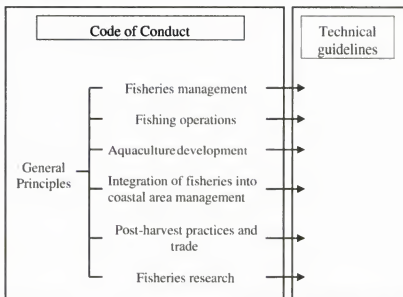 Code of Conduct
Technical
guidelines
General
Principles
Fisheries management
Fishing operations
Aquaculture development
Integration of fisheries into
coastal area management
Post-harvest practices and
trade
Fisheries research